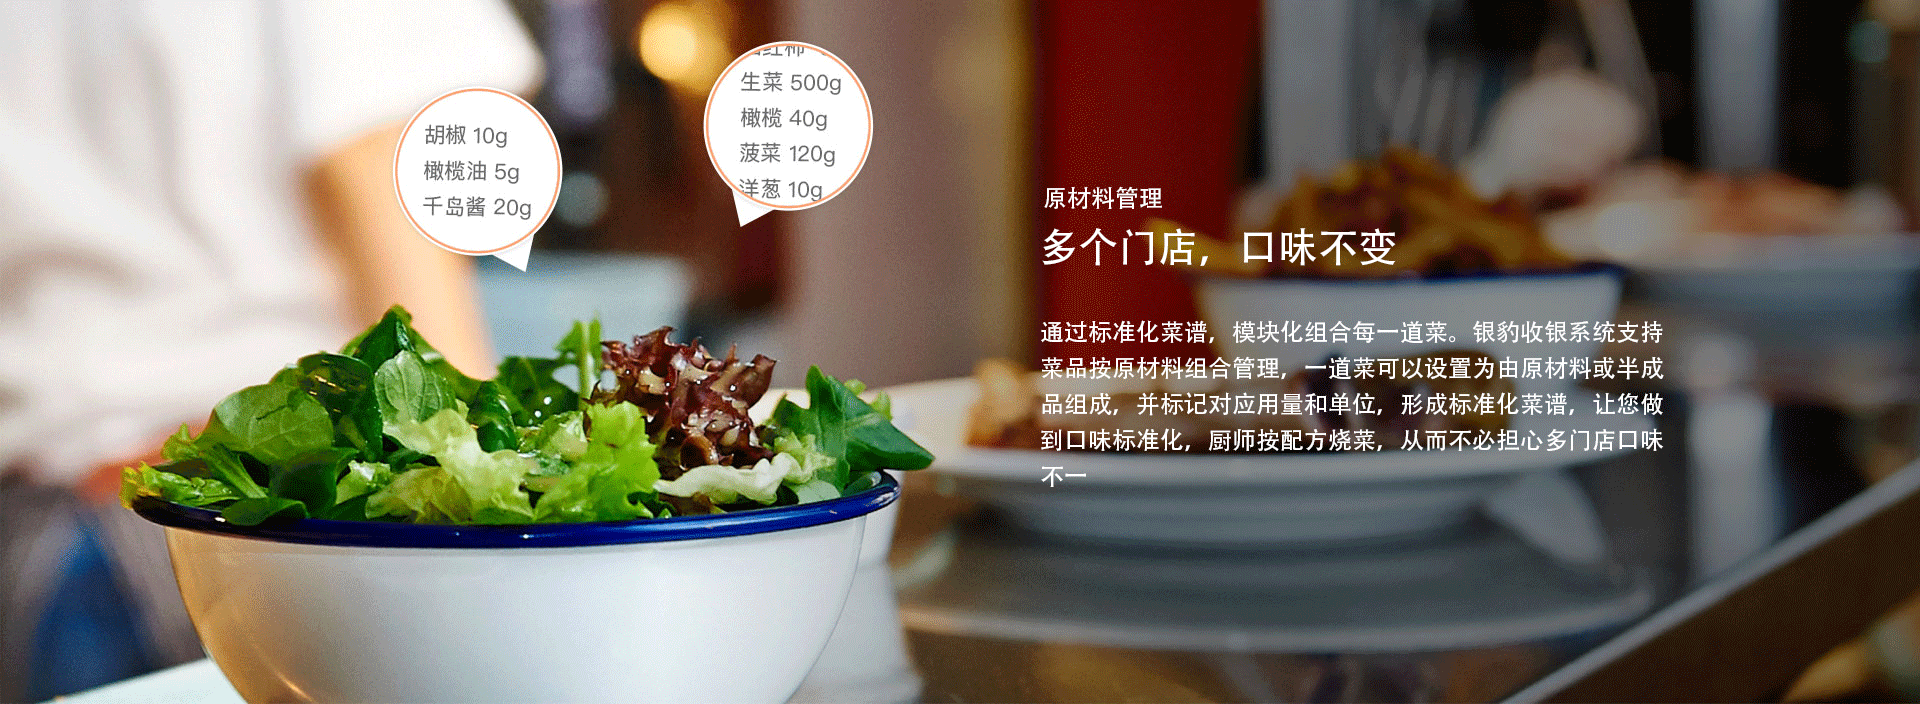 胡椒 10g
橄榄油 5g
千岛酱 20g
生菜 500g
橄榄 40g
菠菜 120g
洋葱 10g
原材料管理
多个门店，口味不变
通过标准化菜谱，模块化组合每一道菜。银豹收银系统支持
菜品按原材料组合管理，一道菜可以设置为由原材料或半成
品组成，并标记对应用量和单位，形成标准化菜谱，让您做
到口味标准化，厨师按配方烧菜，从而不必担心多门店口味
不一